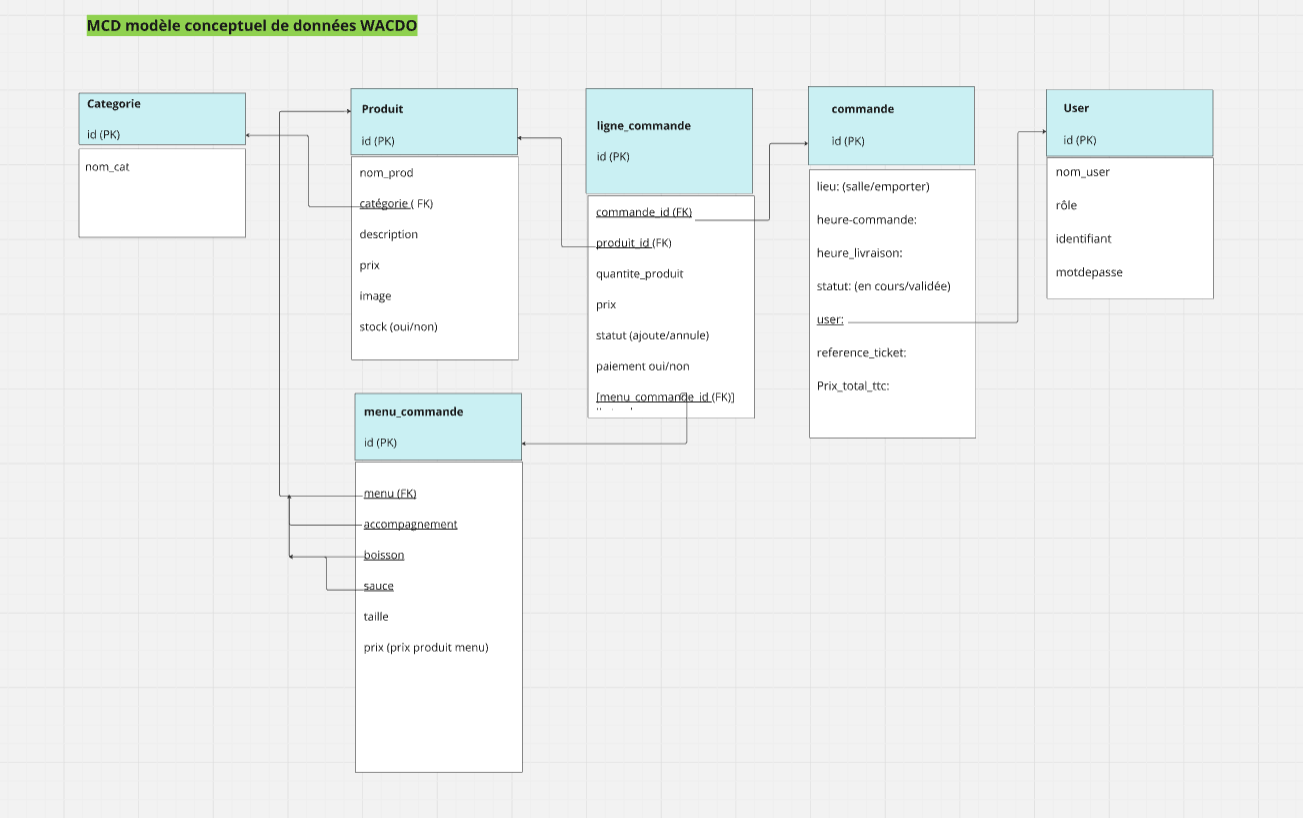 MCD modèle conceptuel de données WACDO
Categorie
id (PK)
nom_cat
Produit
id (PK)
nom_prod
catégorie ( FK)
description
prix
image
stock (oui/non)
ligne_commande
id (PK)
commande_id (FK)
produit_id (FK)
quantite_produit
prix
statut (ajoute/annule)
paiement oui/non
[menu_commande_id (FK)]
commande
id (PK)
lieu: (salle/emporter)
heure-commande:
heure_livraison:
statut: (en cours/validée)
user:
reference_ticket:
Prix_total_ttc:
User
id (PK)
nom_user
rôle
identifiant
motdepasse
menu_commande
id (PK)
menu (FK)
accompagnement
boisson
sauce
taille
prix (prix produit menu)